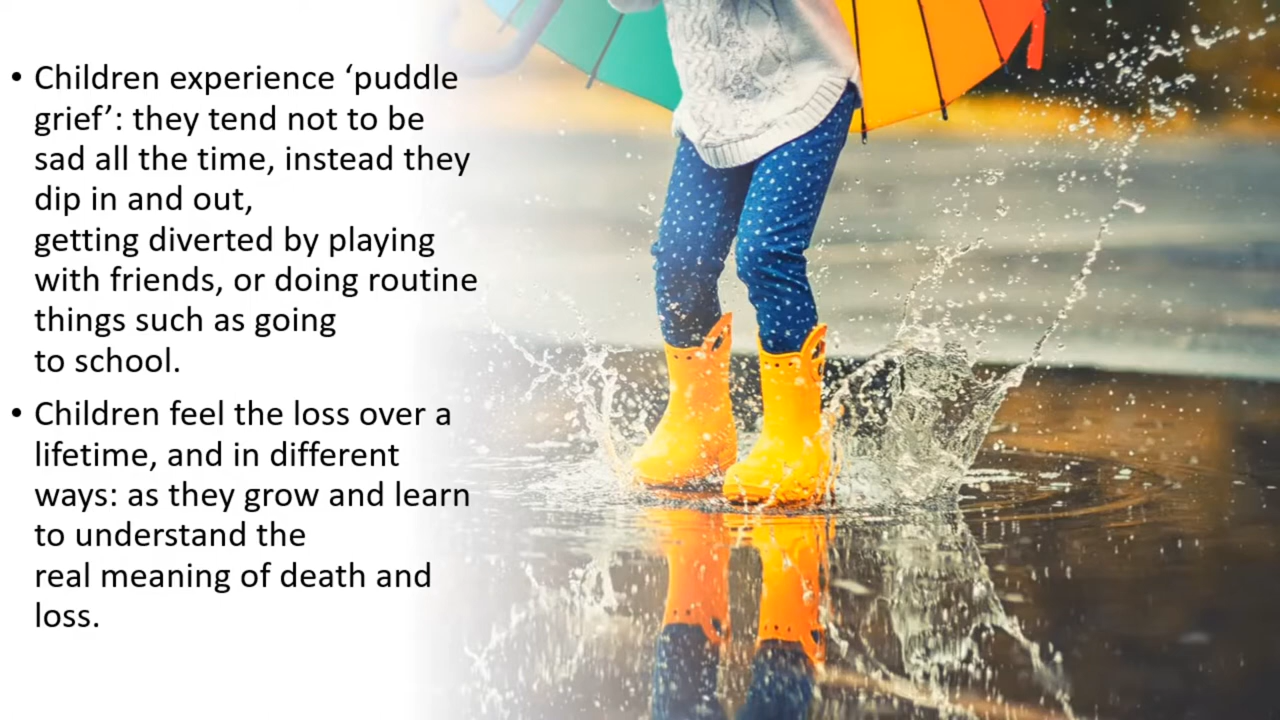 • Children experience ‘puddle
grief’: they tend not to be
sad all the time, instead they
dip in and out,
getting diverted by playing
with friends, or doing routine
things such as going
to school.
• Children feel the loss over a
lifetime, and in different
ways: as they grow and learn
to understand the
real meaning of death and
loss.